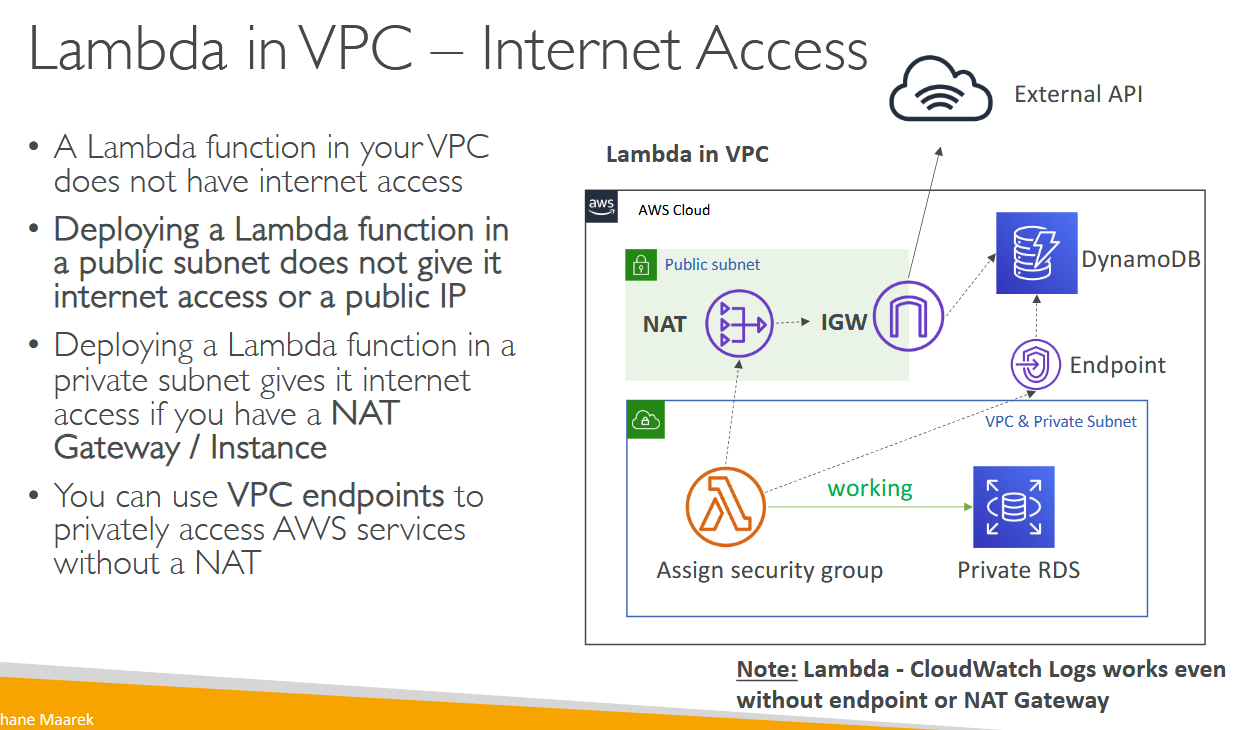 Lambda in VPC – Internet Access
• A Lambda function in your VPC
does not have internet access
• Deploying a Lambda function in
a public subnet does not give it
internet access or a public IP
• Deploying a Lambda function in a
private subnet gives it internet
access if you have a NAT
Gateway / Instance
• You can use VPC endpoints to
privately access AWS services
without a NAT
External API
Lambda in VPC
aws
AWS Cloud
Public subnet
NAT
IGW
DynamoDB
Endpoint
VPC & Private Subnet
working
Assign security group
Private RDS
Note: Lambda - CloudWatch Logs works even
without endpoint or NAT Gateway
hane Maarek